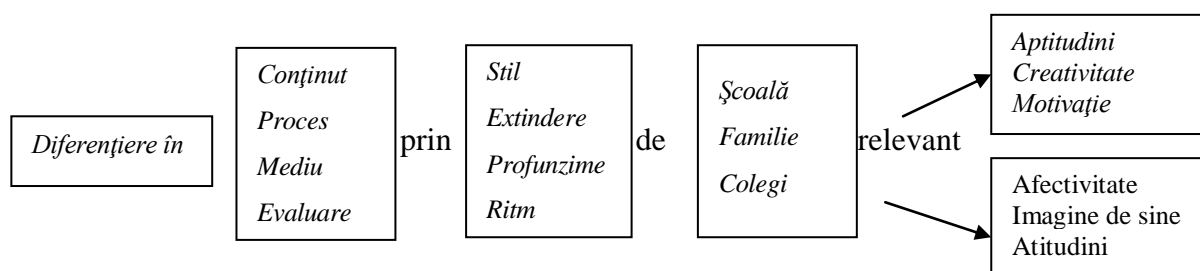 Diferenţiere în
Conţinut
Proces
Mediu
Evaluare
prin
Stil
Extindere
Profunzime
Ritm
de
Şcoală
Familie
Colegi
relevant
Aptitudini
Creativitate
Motivaţie
Afectivitate
Imagine de sine
Atitudini